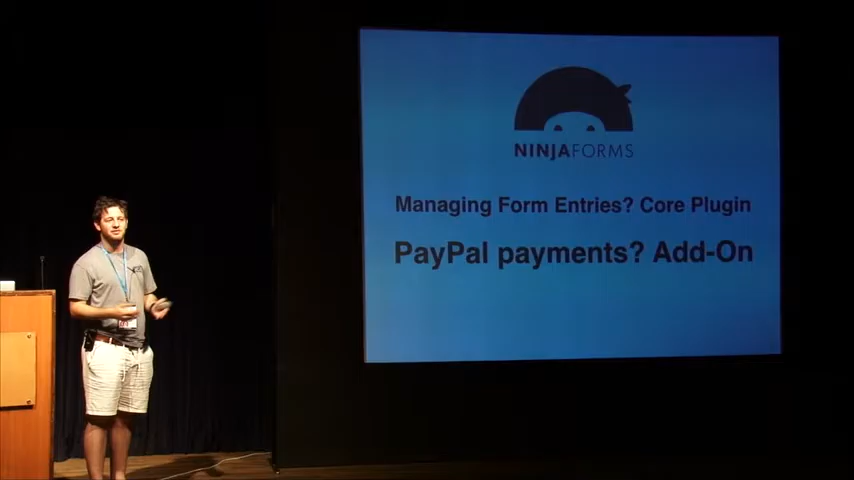 NINJAFORMS
Managing Form Entries? Core Plugin
PayPal payments? Add-On